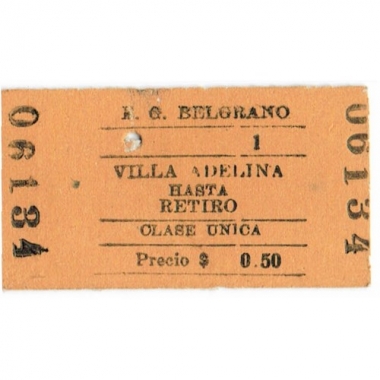 F. G. BELGRANO
1
VILLA ADELINA
HASTA
RETIRO
CLASE UNICA
Precio $ 0.50
06134
06134